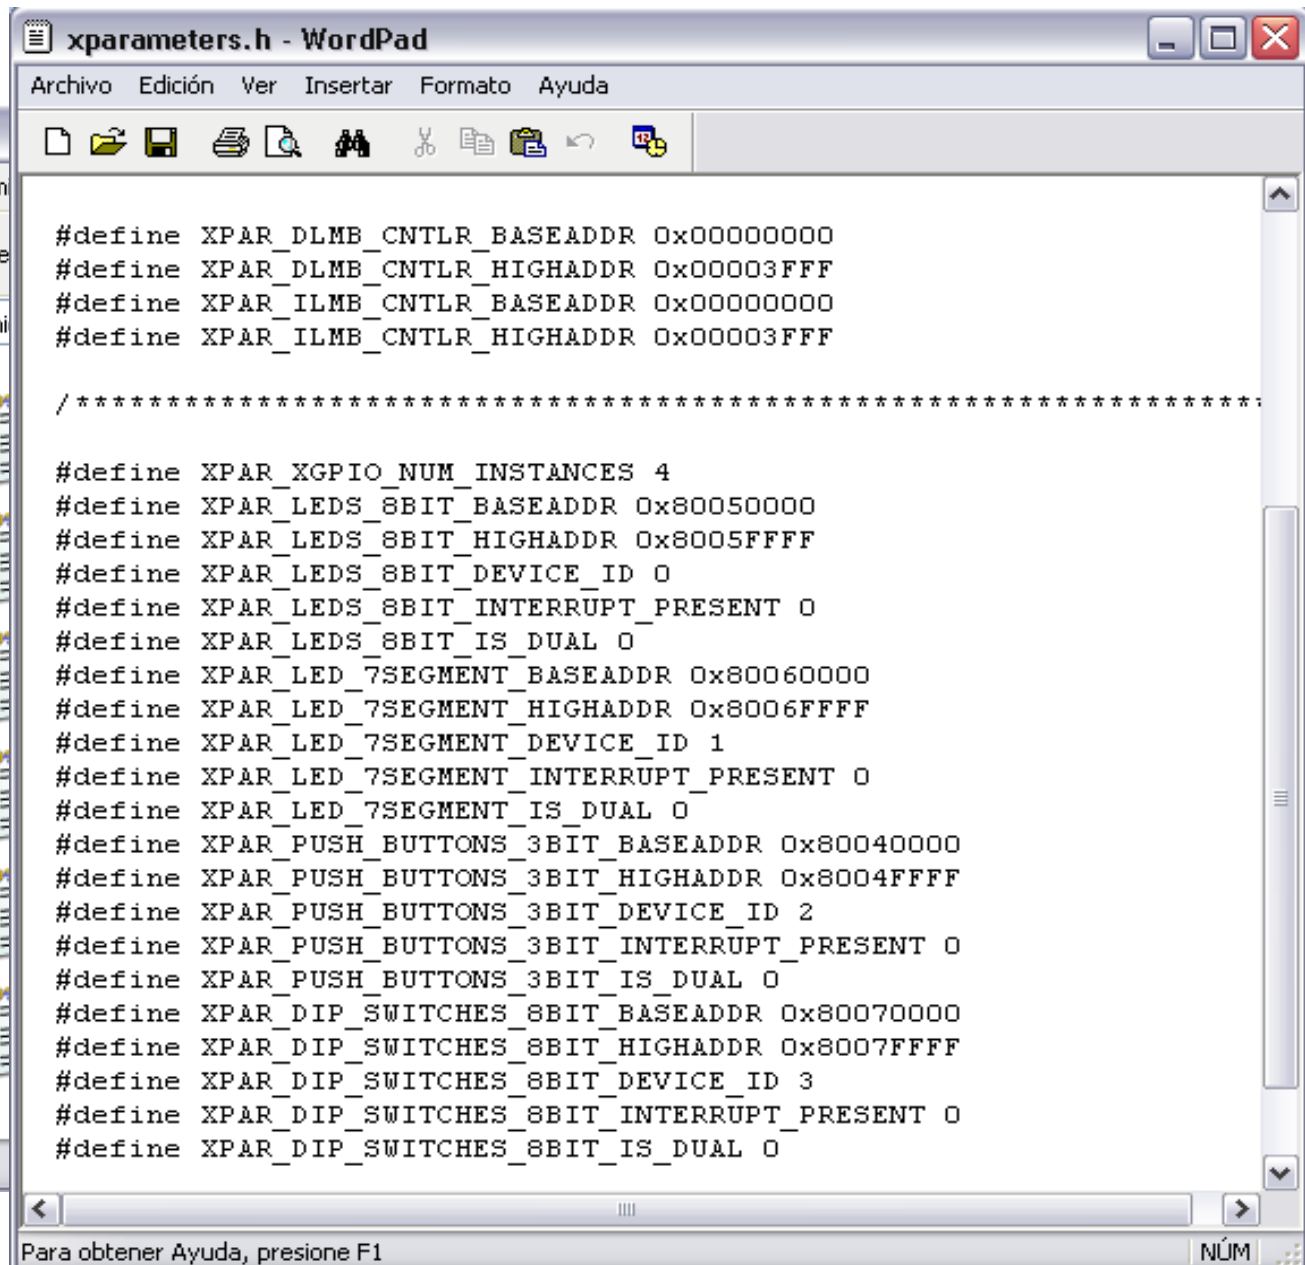 xparameters.h - WordPad
Archivo Edición Ver Insertar Formato Ayuda
#define XPAR_DLMB_CNTLR_BASEADDR 0x00000000
#define XPAR_DLMB_CNTLR_HIGHADDR 0x00003FFF
#define XPAR_ILMB_CNTLR_BASEADDR 0x00000000
#define XPAR_ILMB_CNTLR_HIGHADDR 0x00003FFF
/******************************************************************
#define XPAR_XGPIO_NUM_INSTANCES 4
#define XPAR_LEDS_8BIT_BASEADDR 0x80050000
#define XPAR_LEDS_8BIT_HIGHADDR 0x8005FFFF
#define XPAR_LEDS_8BIT_DEVICE_ID 0
#define XPAR_LEDS_8BIT_INTERRUPT_PRESENT 0
#define XPAR_LEDS_8BIT_IS_DUAL 0
#define XPAR_LED_7SEGMENT_BASEADDR 0x80060000
#define XPAR_LED_7SEGMENT_HIGHADDR 0x8006FFFF
#define XPAR_LED_7SEGMENT_DEVICE_ID 1
#define XPAR_LED_7SEGMENT_INTERRUPT_PRESENT 0
#define XPAR_LED_7SEGMENT_IS_DUAL 0
#define XPAR_PUSH_BUTTONS_3BIT_BASEADDR 0x80040000
#define XPAR_PUSH_BUTTONS_3BIT_HIGHADDR 0x8004FFFF
#define XPAR_PUSH_BUTTONS_3BIT_DEVICE_ID 2
#define XPAR_PUSH_BUTTONS_3BIT_INTERRUPT_PRESENT 0
#define XPAR_PUSH_BUTTONS_3BIT_IS_DUAL 0
#define XPAR_DIP_SWITCHES_8BIT_BASEADDR 0x80070000
#define XPAR_DIP_SWITCHES_8BIT_HIGHADDR 0x8007FFFF
#define XPAR_DIP_SWITCHES_8BIT_DEVICE_ID 3
#define XPAR_DIP_SWITCHES_8BIT_INTERRUPT_PRESENT 0
#define XPAR_DIP_SWITCHES_8BIT_IS_DUAL 0
Para obtener Ayuda, presione F1
NÚM